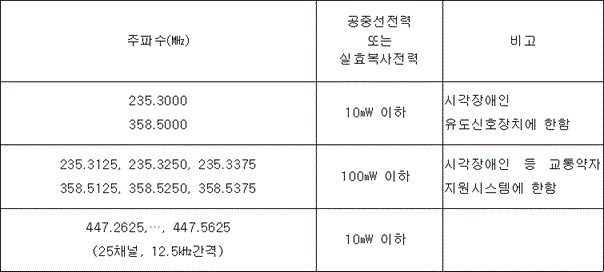 주파수(㎒)
공중선전력
또는
실효복사전력
비고
235.3000
358.5000
10㎽ 이하
시각장애인
유도신호장치에 한함
235.3125, 235.3250, 235.3375
358.5125, 358.5250, 358.5375
100㎽ 이하
시각장애인 등 교통약자
지원시스템에 한함
447.2625,…, 447.5625
(25채널, 12.5㎑간격)
10㎽ 이하